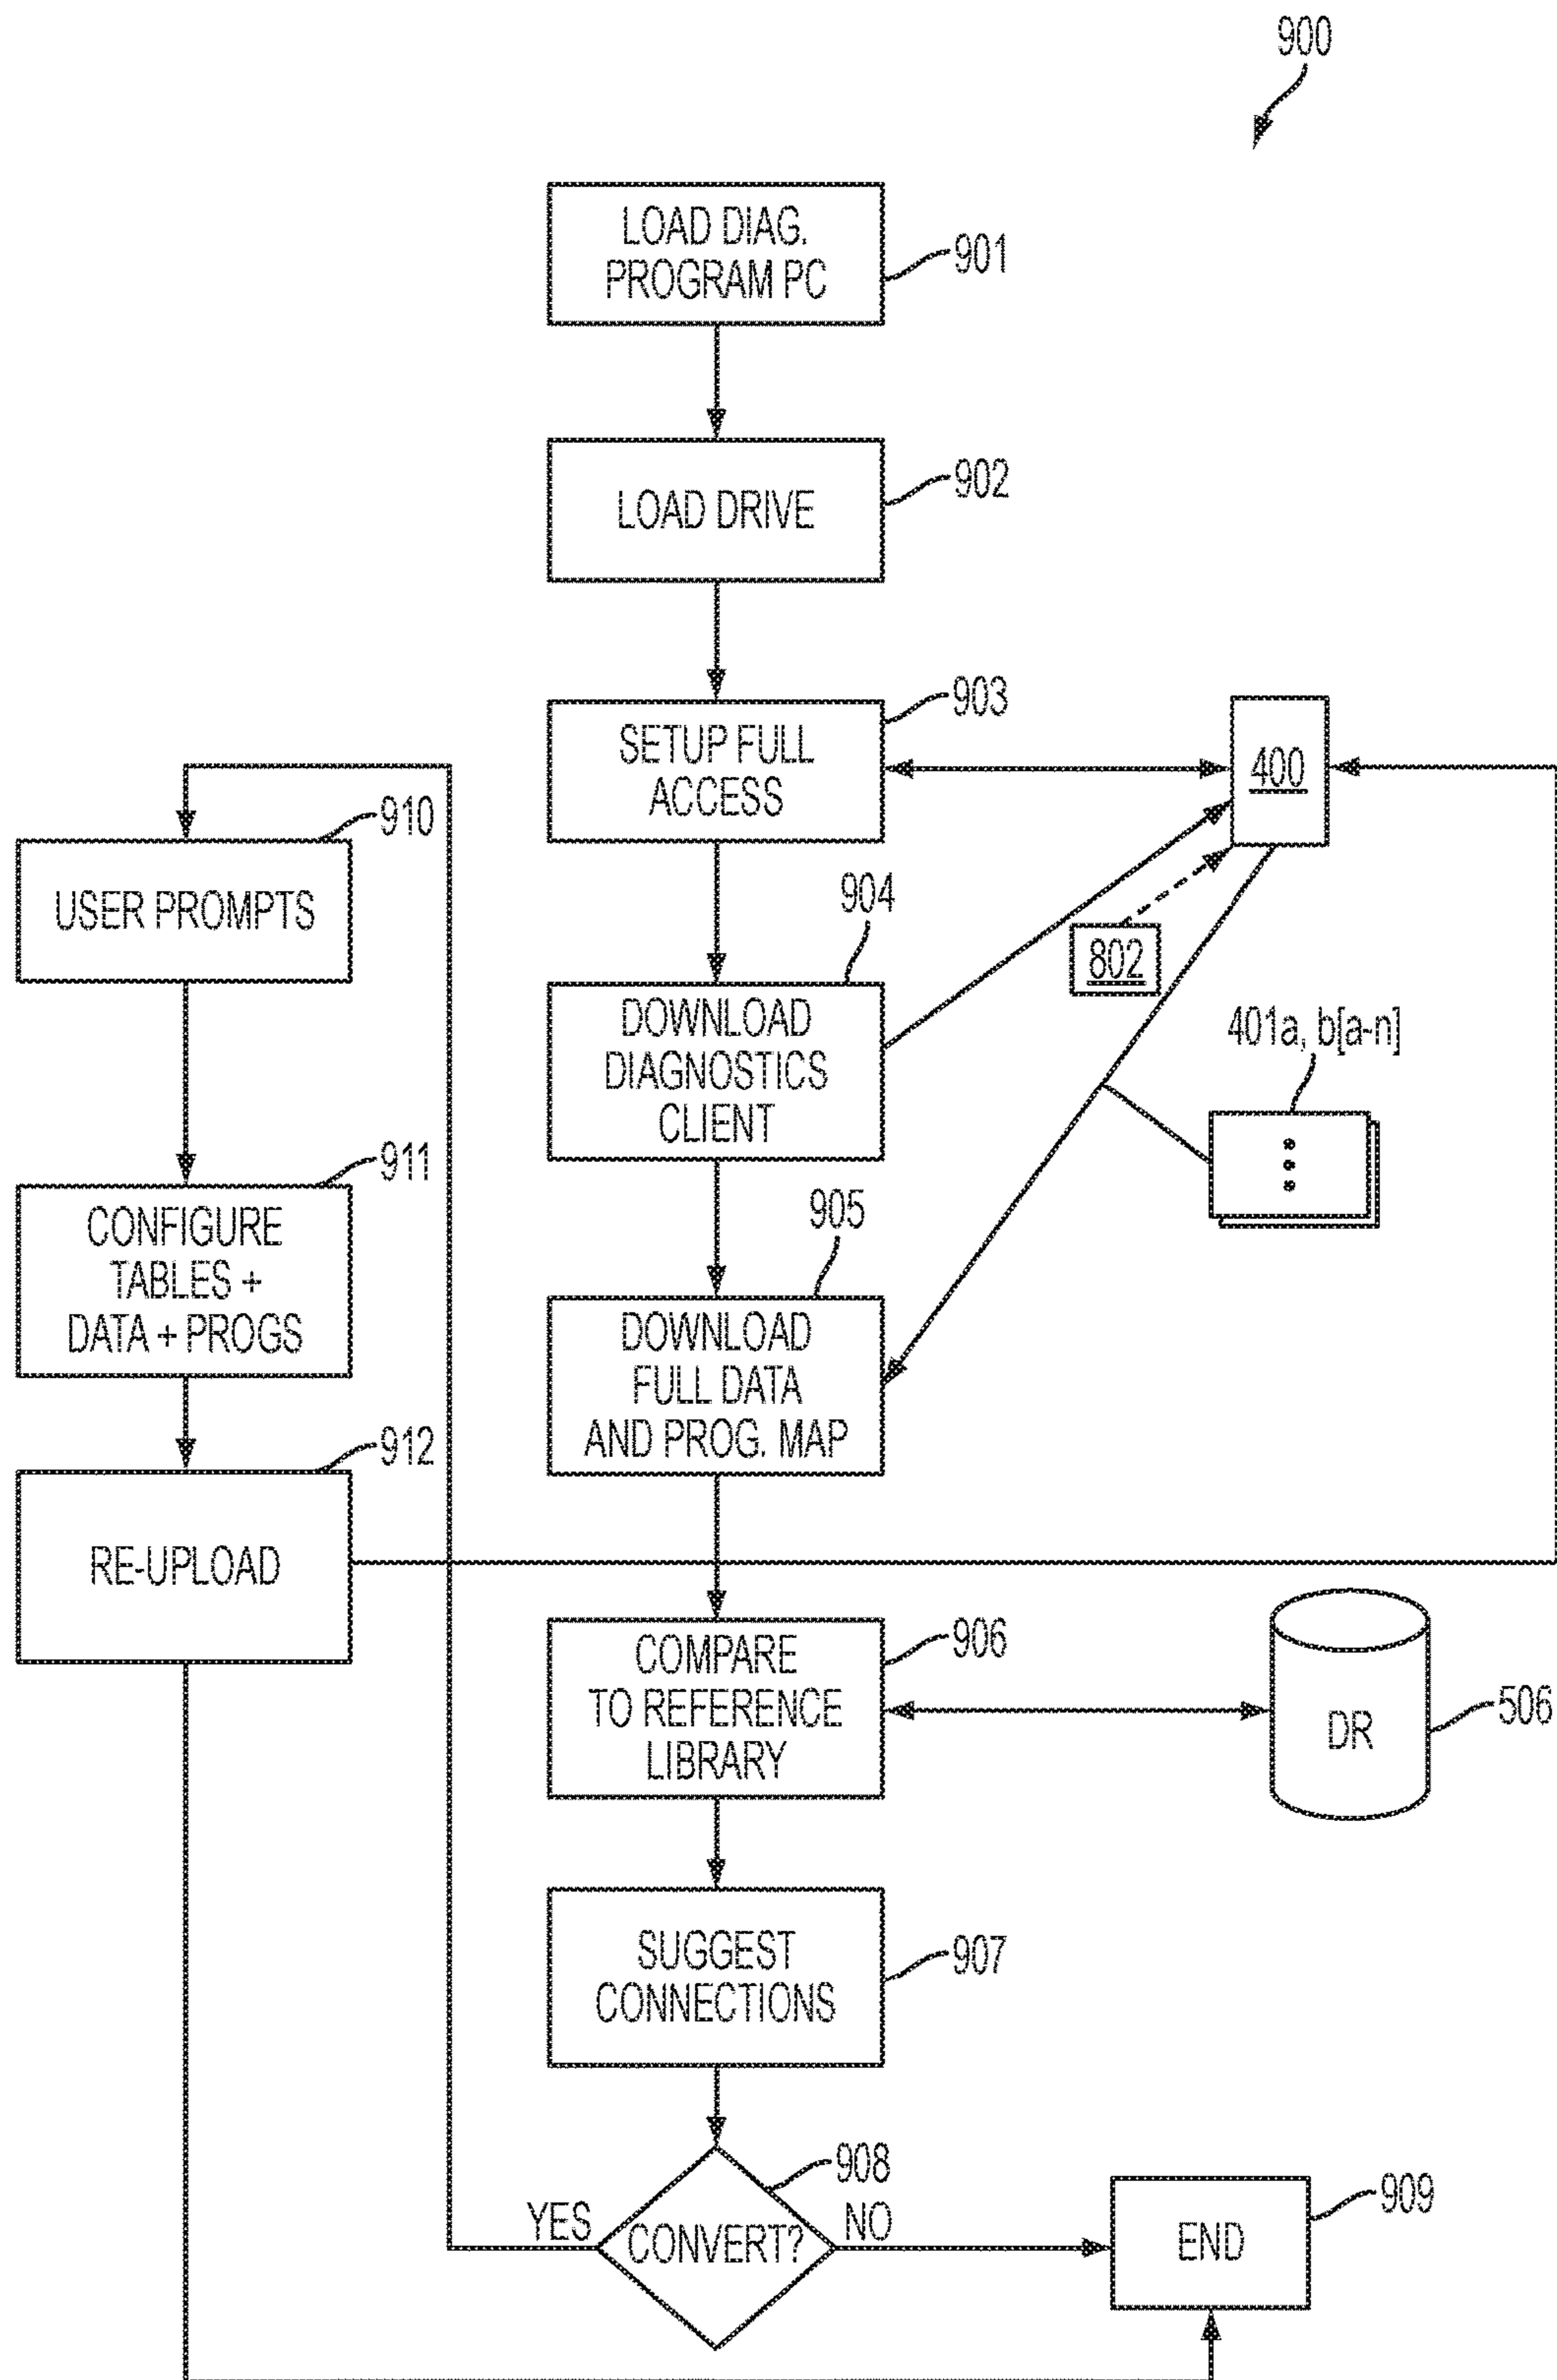 900
LOAD DIAG.
PROGRAM PC
901
LOAD DRIVE
902
SETUP FULL
ACCESS
903
400
910
USER PROMPTS
904
802
DOWNLOAD
DIAGNOSTICS
CLIENT
401a, b[a-n]
911
CONFIGURE
TABLES +
DATA + PROGS
905
DOWNLOAD
FULL DATA
AND PROG. MAP
912
RE-UPLOAD
COMPARE
TO REFERENCE
LIBRARY
906
DR
506
SUGGEST
CONNECTIONS
907
908
YES
CONVERT?
NO
END
909